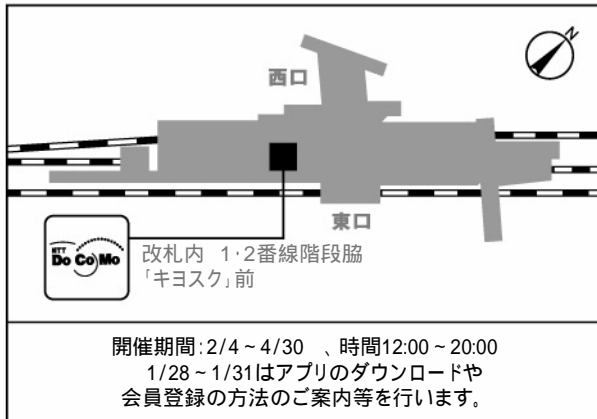 N
西口
東口
NTT
DoCoMo
改札内 1･2番線階段脇
｢キヨスク｣前
開催期間:2/4～4/30 、時間12:00～20:00
1/28～1/31はアプリのダウンロードや
会員登録の方法のご案内等を行います。